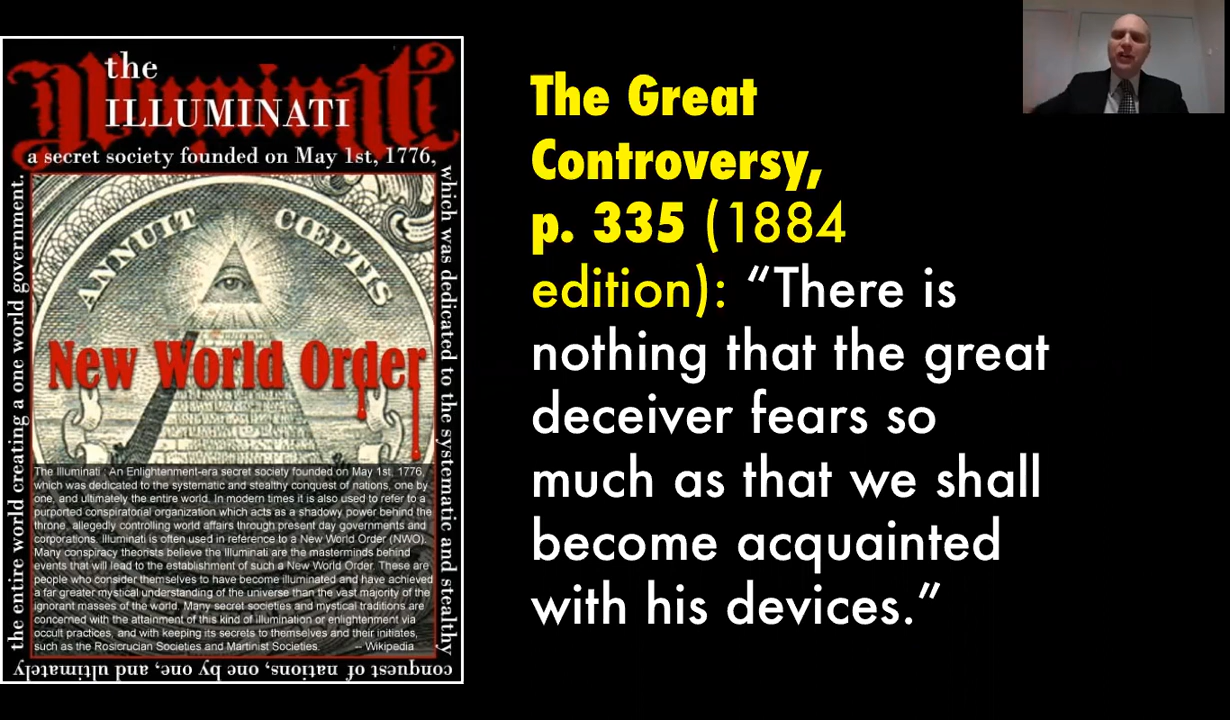 Illuminati
the
ILLUMINATI
a secret society founded on May 1st, 1776,
which was dedicated to the systematic and stealthy
conquest of nations, one by one, and ultimately
the entire world creating a one world government.
ANNUIT CŒPTIS
New World Order
The Illuminati : An Enlightenment-era secret society founded on May 1st, 1776,
which was dedicated to the systematic and stealthy conquest of nations, one by
one, and ultimately the entire world. In modern times it is also used to refer to a
purported conspiratorial organization which acts as a shadowy power behind the
throne, allegedly controlling world affairs through present day governments and
corporations. Illuminati is often used in reference to a New World Order (NWO).
Many conspiracy theorists believe the Illuminati are the masterminds behind
events that will lead to the establishment of such a New World Order. These are
people who consider themselves to have become illuminated and have achieved
a far greater mystical understanding of the universe than the vast majority of the
ignorant masses of the world. Many secret societies and mystical traditions are
concerned with the attainment of this kind of illumination or enlightenment via
occult practices, and with keeping its secrets to themselves and their initiates,
such as the Rosicrucian Societies and Martinist Societies. -- Wikipedia
The Great
Controversy,
p. 335 (1884
edition): “There is
nothing that the great
deceiver fears so
much as that we shall
become acquainted
with his devices.”